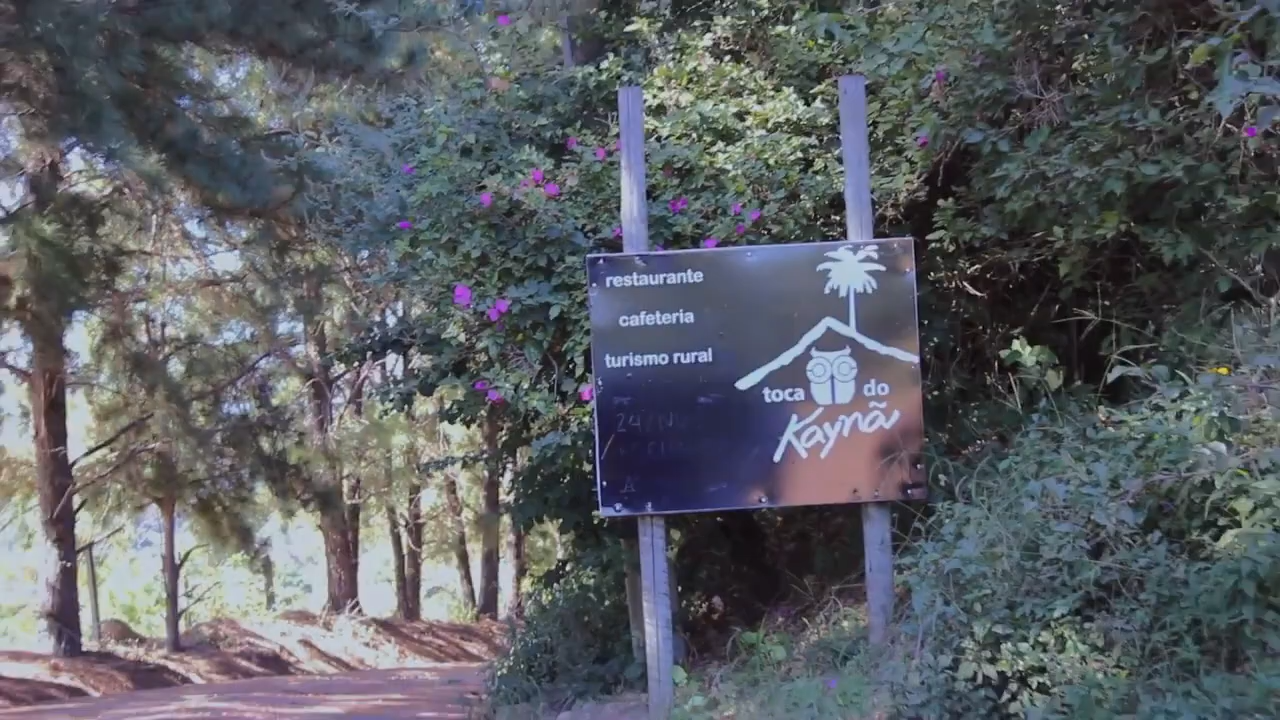 restaurante
cafeteria
turismo rural
toca do
Kaynã